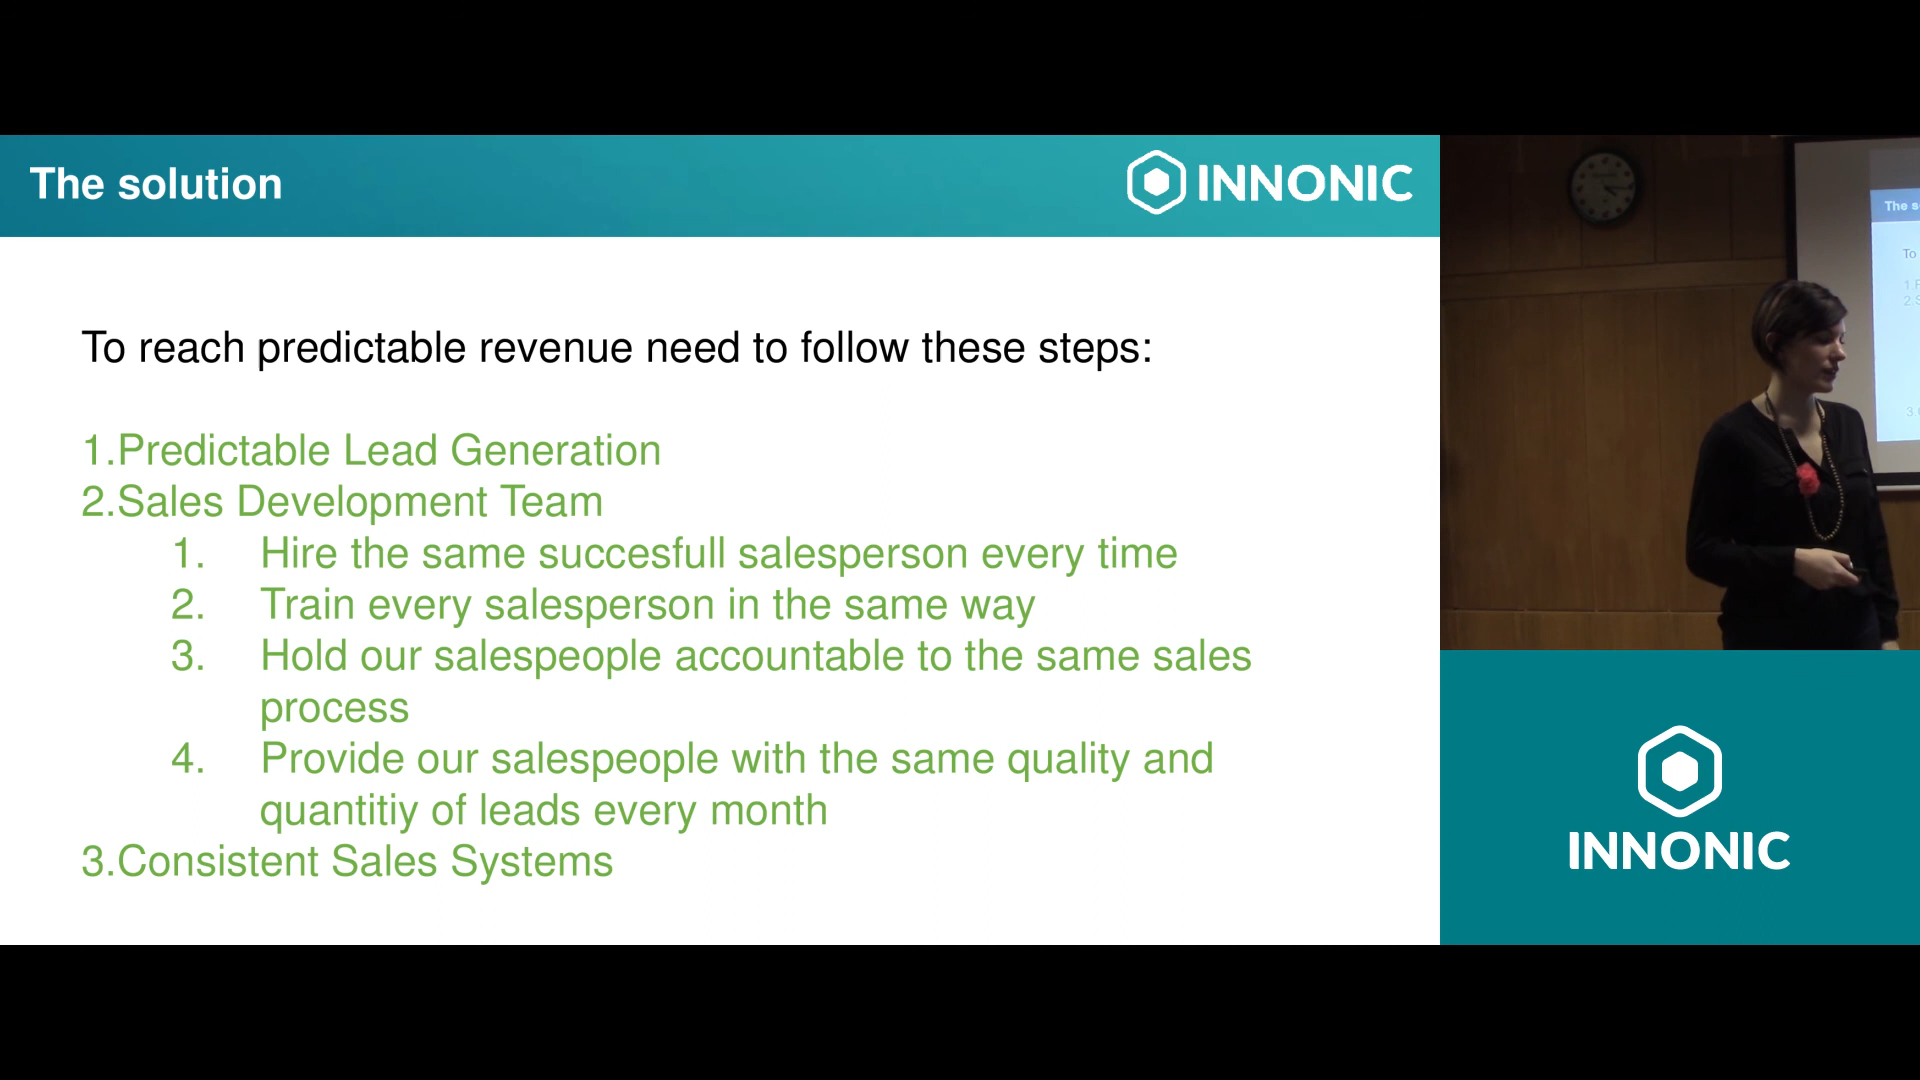 The solution
INNONIC
To reach predictable revenue need to follow these steps:
1.Predictable Lead Generation
2.Sales Development Team
1. Hire the same succesfull salesperson every time
2. Train every salesperson in the same way
3. Hold our salespeople accountable to the same sales
process
4. Provide our salespeople with the same quality and
quantitiy of leads every month
3.Consistent Sales Systems
The s
To
INNONIC